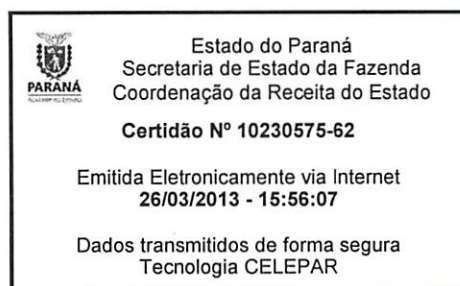 Estado do Paraná
Secretaria de Estado da Fazenda
PARANÁ
Coordenação da Receita do Estado
Certidão Nº 10230575-62
Emitida Eletronicamente via Internet
26/03/2013 - 15:56:07
Dados transmitidos de forma segura
Tecnologia CELEPAR